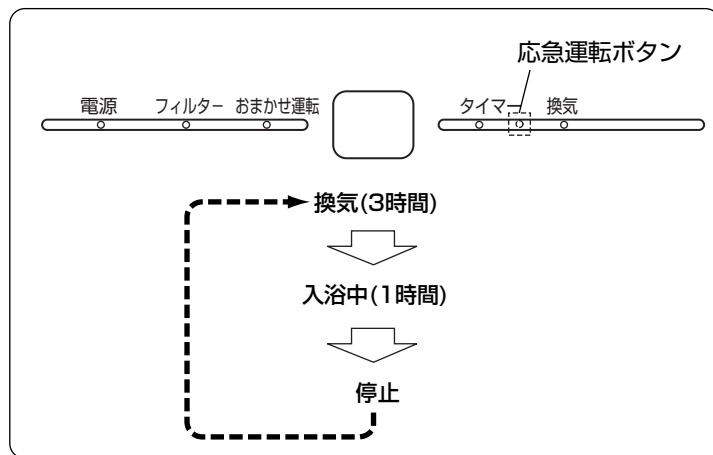 応急運転ボタン
電源 フィルター おまかせ運転 タイマー 換気
換気(3時間)
入浴中(1時間)
停止